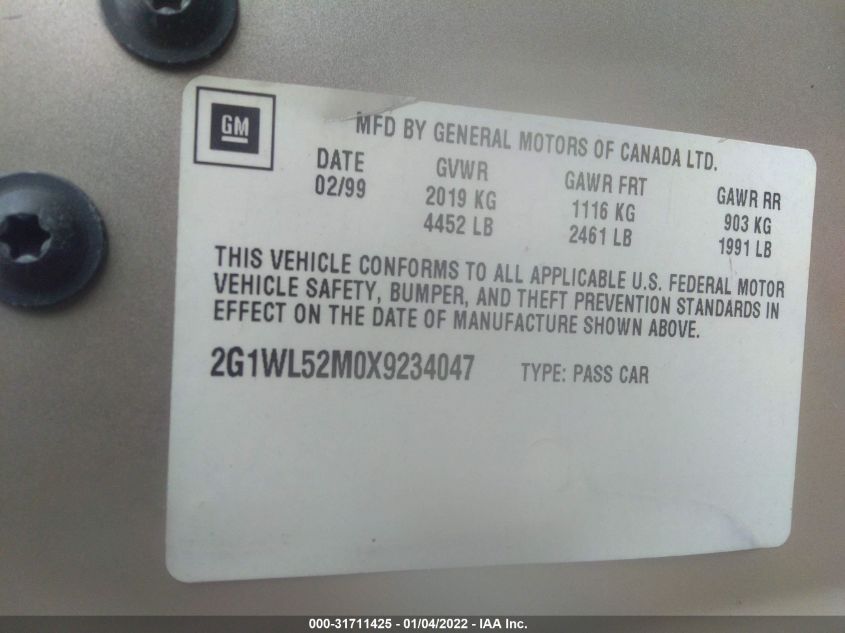 GM
MFD BY GENERAL MOTORS OF CANADA LTD.
DATE GVWR GAWR FRT GAWR RR
02/99 2019 KG 1116 KG 903 KG
4452 LB 2461 LB 1991 LB
THIS VEHICLE CONFORMS TO ALL APPLICABLE U.S. FEDERAL MOTOR
VEHICLE SAFETY, BUMPER, AND THEFT PREVENTION STANDARDS IN
EFFECT ON THE DATE OF MANUFACTURE SHOWN ABOVE.
2G1WL52M0X9234047 TYPE: PASS CAR
000-31711425 - 01/04/2022 - IAA Inc.